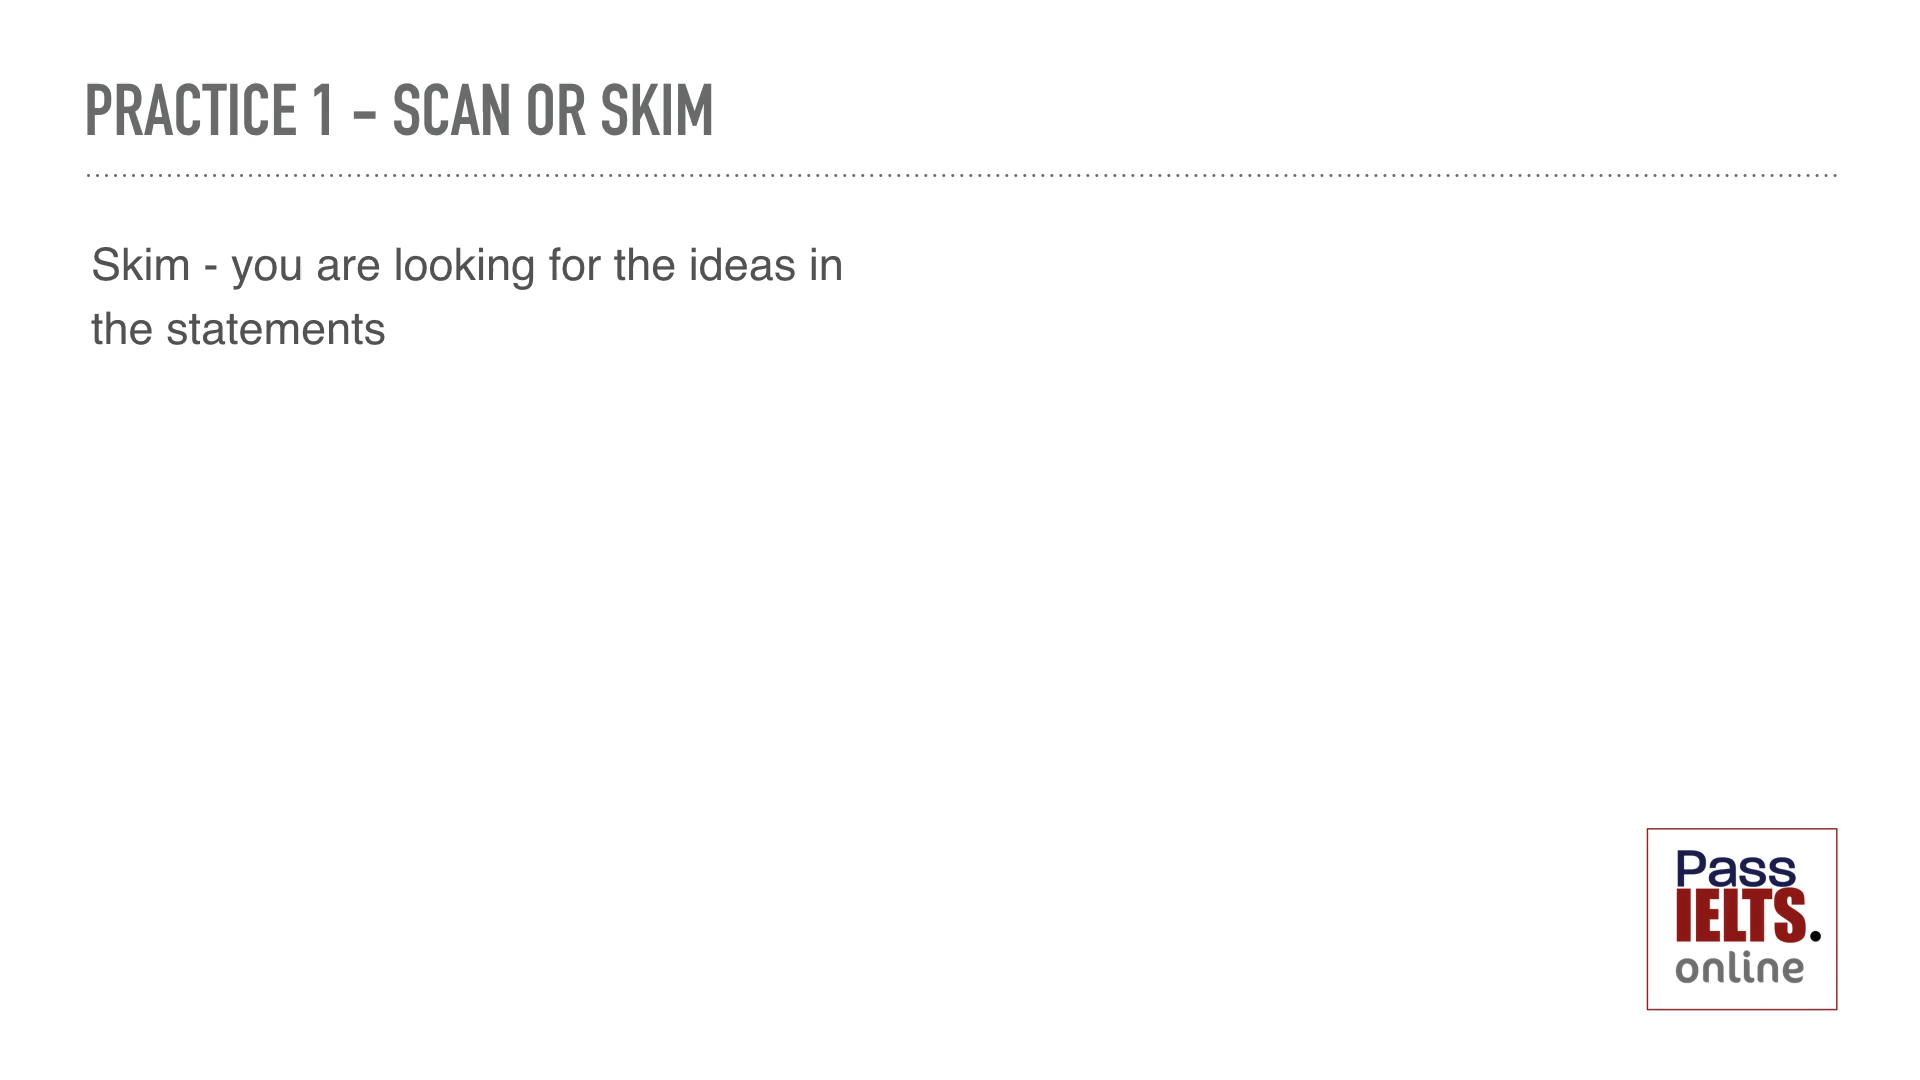 PRACTICE 1 - SCAN OR SKIM
Skim - you are looking for the ideas in
the statements
Pass
IELTS.
online